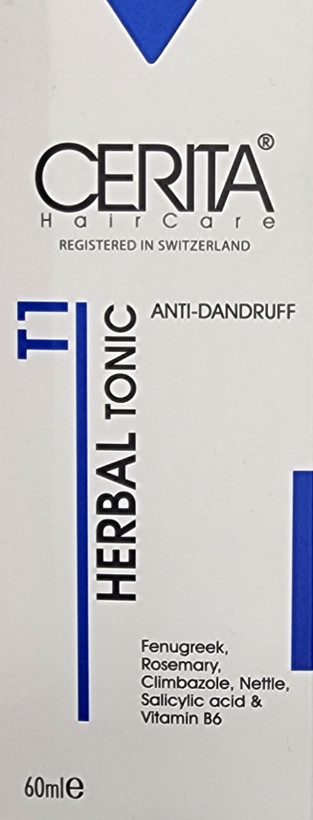 CERITA®
HairCare
REGISTERED IN SWITZERLAND
T1
HERBAL TONIC
ANTI-DANDRUFF
Fenugreek,
Rosemary,
Climbazole, Nettle,
Salicylic acid &
Vitamin B6
60ml℮